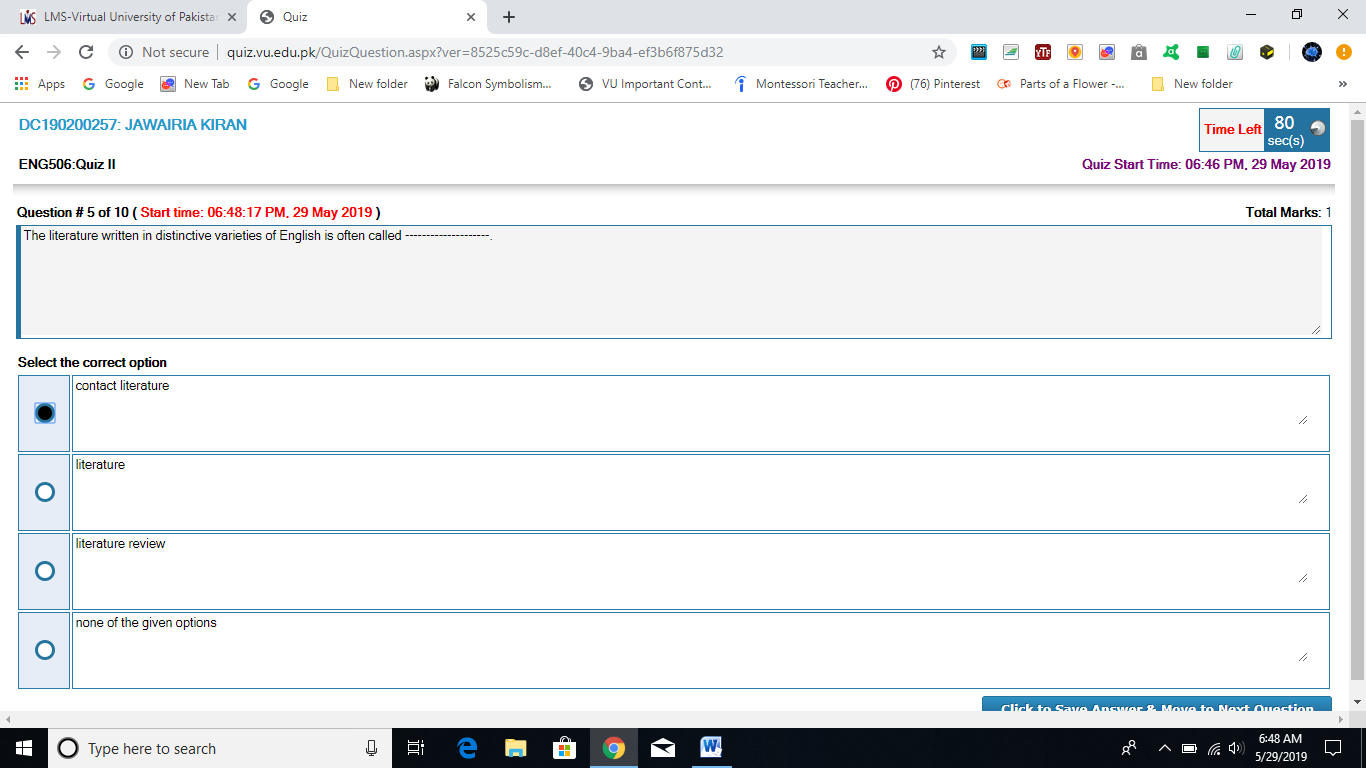 LMS-Virtual University of Pakista
Quiz
Not secure
quiz.vu.edu.pk/QuizQuestion.aspx?ver=8525c59c-d8ef-40c4-9ba4-ef3b6f875d32
Apps
Google
New Tab
Google
New folder
Falcon Symbolism...
VU Important Cont...
Montessori Teacher...
(76) Pinterest
Parts of a Flower -...
New folder
»
DC190200257: JAWAIRIA KIRAN
Time Left
80
sec(s)
ENG506:Quiz II
Quiz Start Time: 06:46 PM, 29 May 2019
Question # 5 of 10 ( Start time: 06:48:17 PM, 29 May 2019 )
Total Marks: 1
The literature written in distinctive varieties of English is often called --------------------.
Select the correct option
contact literature
literature
literature review
none of the given options
Click to Save Answer & Move to Next Question
Type here to search
6:48 AM
5/29/2019